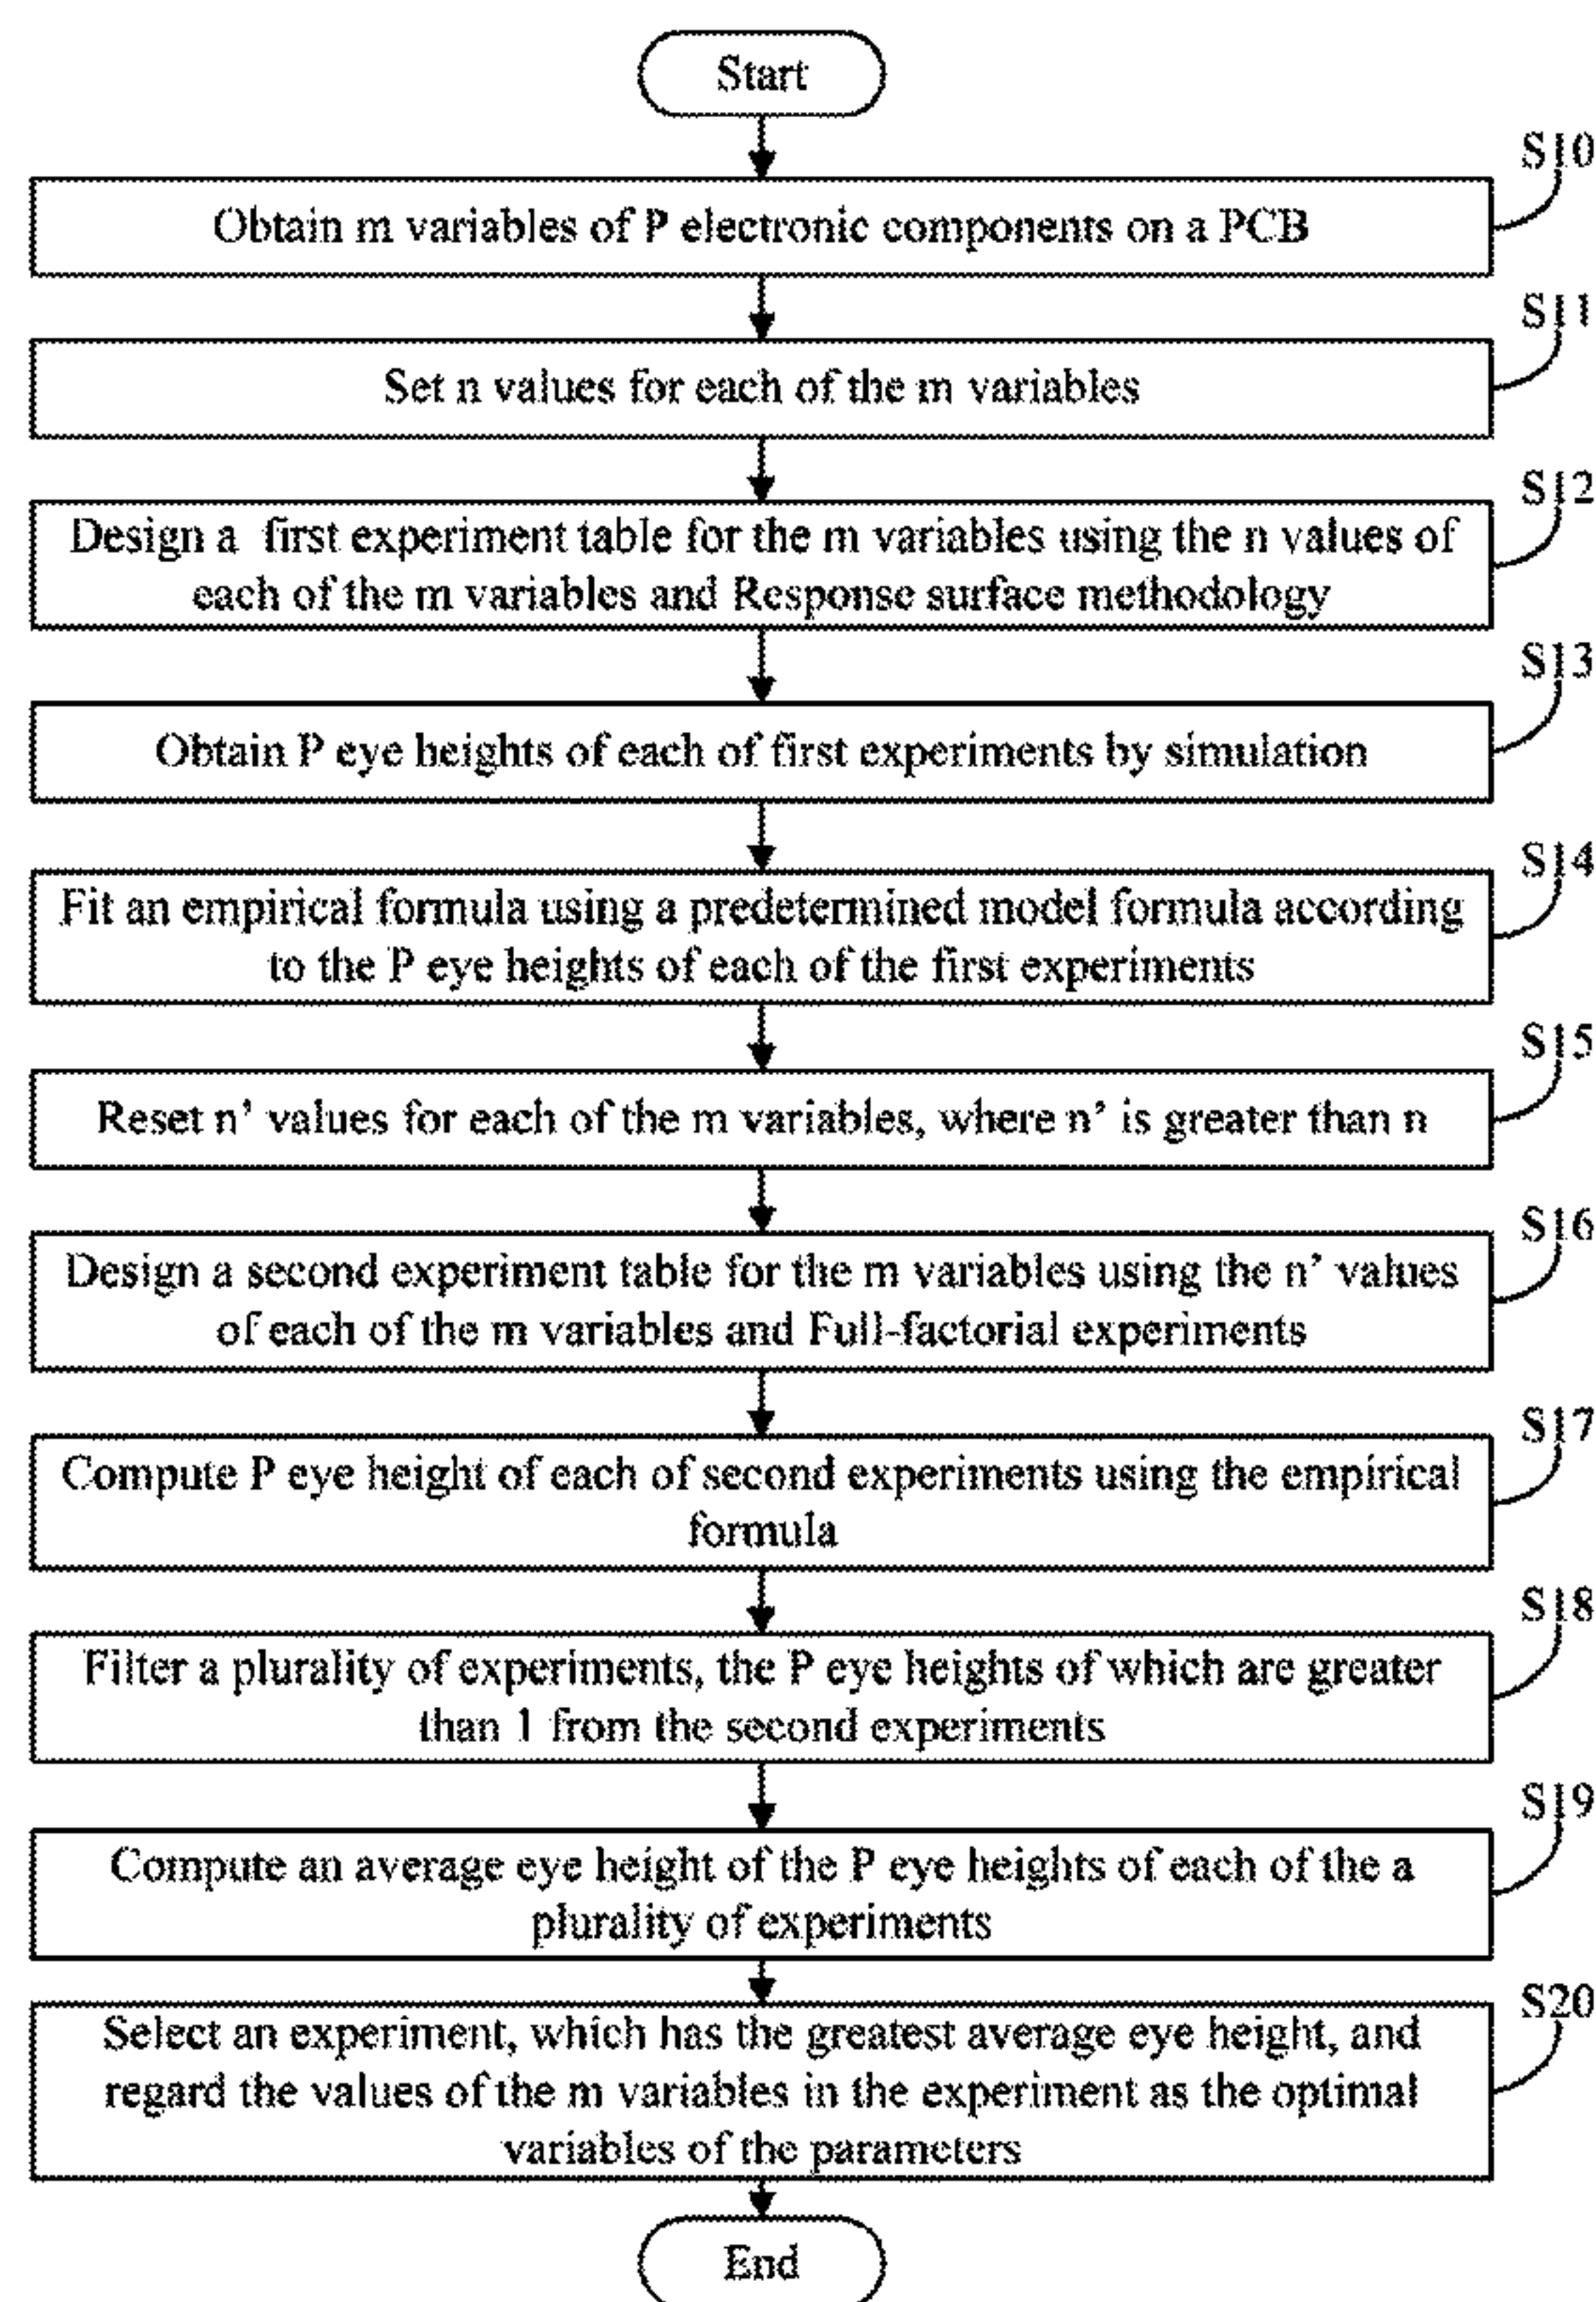 Start
S10
Obtain m variables of P electronic components on a PCB
S11
Set n values for each of the m variables
S12
Design a first experiment table for the m variables using the n values of
each of the m variables and Response surface methodology
S13
Obtain P eye heights of each of first experiments by simulation
S14
Fit an empirical formula using a predetermined model formula according
to the P eye heights of each of the first experiments
S15
Reset n’ values for each of the m variables, where n’ is greater than n
S16
Design a second experiment table for the m variables using the n’ values
of each of the m variables and Full-factorial experiments
S17
Compute P eye height of each of second experiments using the empirical
formula
S18
Filter a plurality of experiments, the P eye heights of which are greater
than 1 from the second experiments
S19
Compute an average eye height of the P eye heights of each of the a
plurality of experiments
S20
Select an experiment, which has the greatest average eye height, and
regard the values of the m variables in the experiment as the optimal
variables of the parameters
End